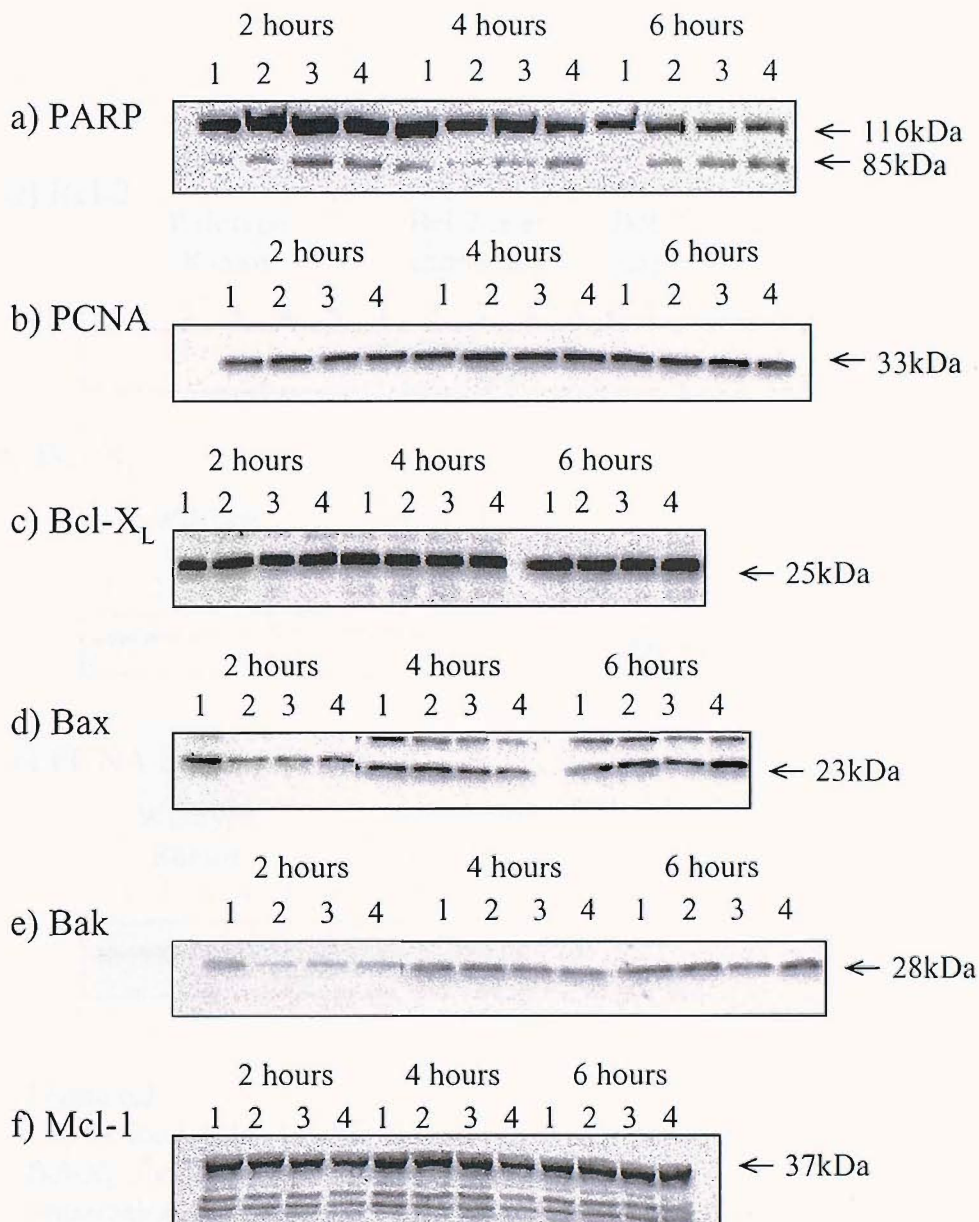 2 hours 4 hours 6 hours
1 2 3 4 1 2 3 4 1 2 3 4
a) PARP
← 116kDa
← 85kDa
2 hours 4 hours 6 hours
1 2 3 4 1 2 3 4 1 2 3 4
b) PCNA
← 33kDa
2 hours 4 hours 6 hours
1 2 3 4 1 2 3 4 1 2 3 4
c) Bcl-XL
← 25kDa
2 hours 4 hours 6 hours
1 2 3 4 1 2 3 4 1 2 3 4
d) Bax
← 23kDa
2 hours 4 hours 6 hours
1 2 3 4 1 2 3 4 1 2 3 4
e) Bak
← 28kDa
2 hours 4 hours 6 hours
1 2 3 4 1 2 3 4 1 2 3 4
f) Mcl-1
← 37kDa